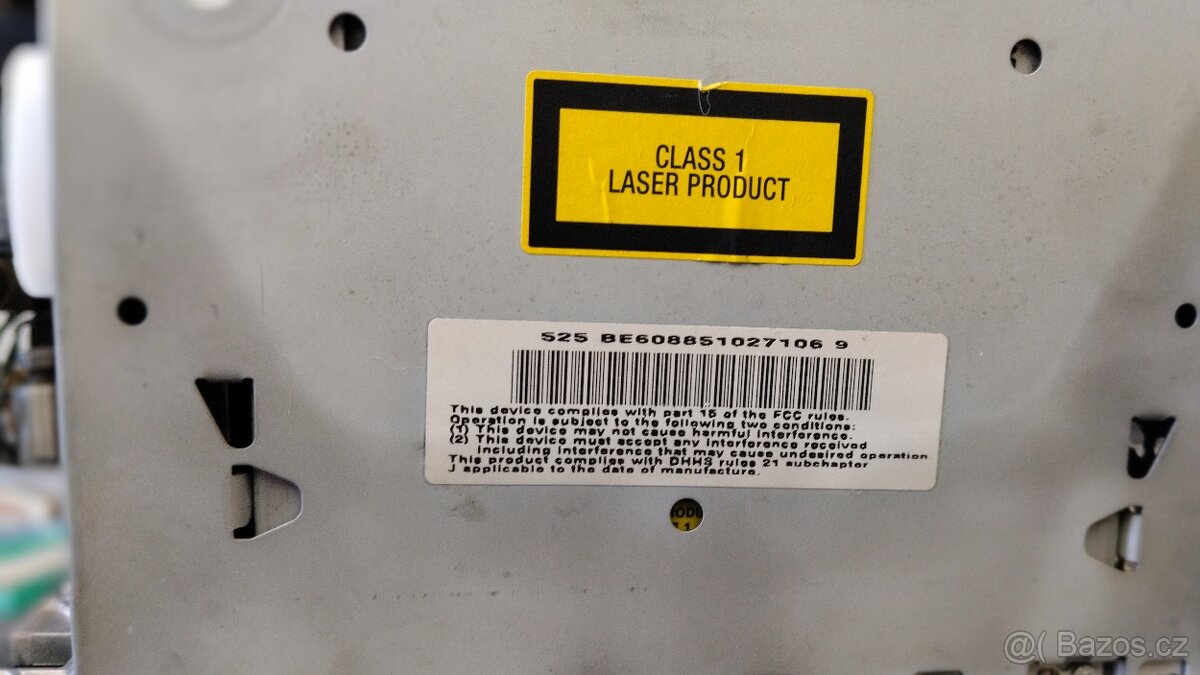 CLASS 1
LASER PRODUCT
525 BE608851027106 9
This device complies with part 15 of the FCC rules.
Operation is subject to the following two conditions:
(1) This device may not cause harmful interference.
(2) This device must accept any interference received
including interference that may cause undesired operation
This product complies with DHHS rules 21 subchapter
J applicable to the date of manufacture.
ODU
@( Bazos.cz